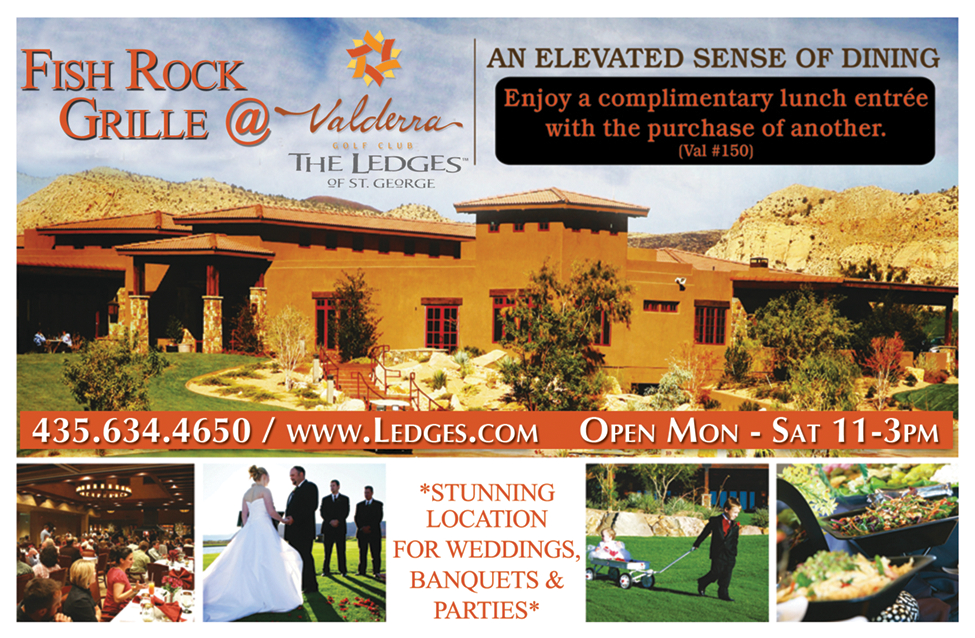 FISH ROCK
GRILLE @
Valderra
GOLF CLUB
THE LEDGES™
OF ST. GEORGE
AN ELEVATED SENSE OF DINING
Enjoy a complimentary lunch entrée
with the purchase of another.
(Val #150)
435.634.4650 / WWW.LEDGES.COM OPEN MON - SAT 11-3PM
*STUNNING
LOCATION
FOR WEDDINGS,
BANQUETS &
PARTIES*